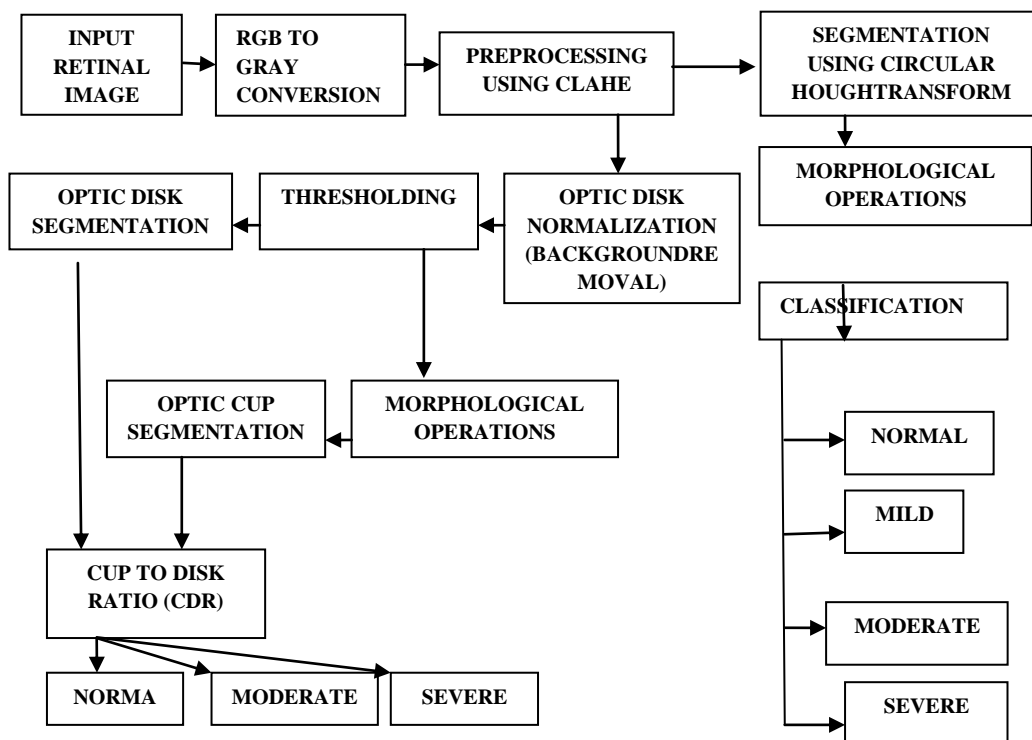 INPUT
RETINAL
IMAGE
RGB TO
GRAY
CONVERSION
PREPROCESSING
USING CLAHE
SEGMENTATION
USING CIRCULAR
HOUGHTRANSFORM
MORPHOLOGICAL
OPERATIONS
OPTIC DISK
SEGMENTATION
THRESHOLDING
OPTIC DISK
NORMALIZATION
(BACKGROUNDRE
MOVAL)
CLASSIFICATION
OPTIC CUP
SEGMENTATION
MORPHOLOGICAL
OPERATIONS
NORMAL
MILD
CUP TO DISK
RATIO (CDR)
MODERATE
NORMA
MODERATE
SEVERE
SEVERE